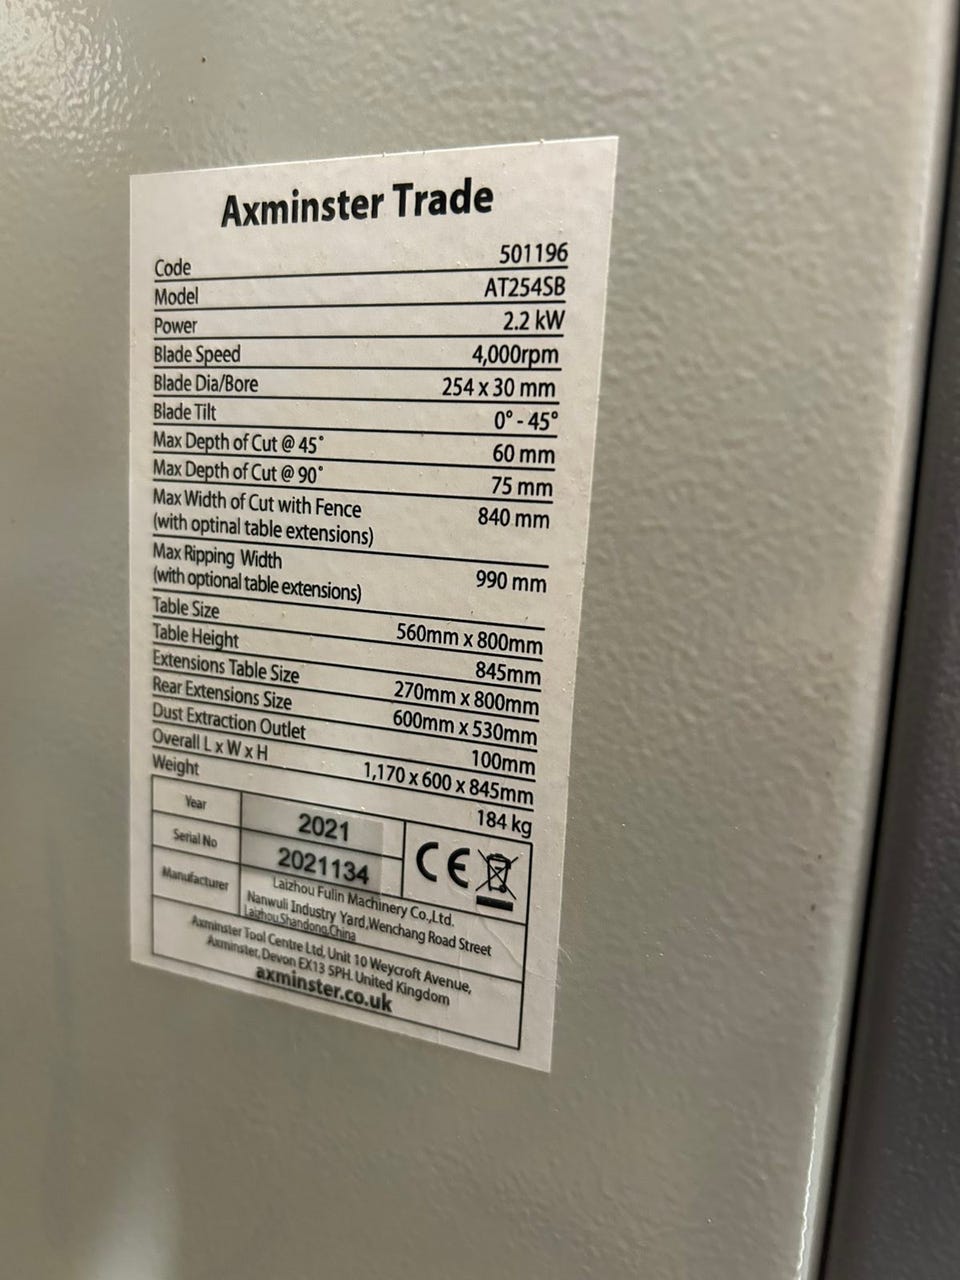 Axminster Trade
Code 501196
Model AT254SB
Power 2.2 kW
Blade Speed 4,000rpm
Blade Dia/Bore 254 x 30 mm
Blade Tilt 0° - 45°
Max Depth of Cut @ 45° 60 mm
Max Depth of Cut @ 90° 75 mm
Max Width of Cut with Fence 840 mm
(with optinal table extensions)
Max Ripping Width 990 mm
(with optional table extensions)
Table Size 560mm x 800mm
Table Height 845mm
Extensions Table Size 270mm x 800mm
Rear Extensions Size 600mm x 530mm
Dust Extraction Outlet 100mm
Overall L x W x H 1,170 x 600 x 845mm
Weight 184 kg
Year 2021
Serial No 2021134
CE
Manufacturer Laizhou Fulin Machinery Co.,Ltd.
Nanwuli Industry Yard,Wenchang Road Street
Laizhou,Shandong,China
Axminster Tool Centre Ltd, Unit 10 Weycroft Avenue,
Axminster, Devon EX13 5PH. United Kingdom
axminster.co.uk